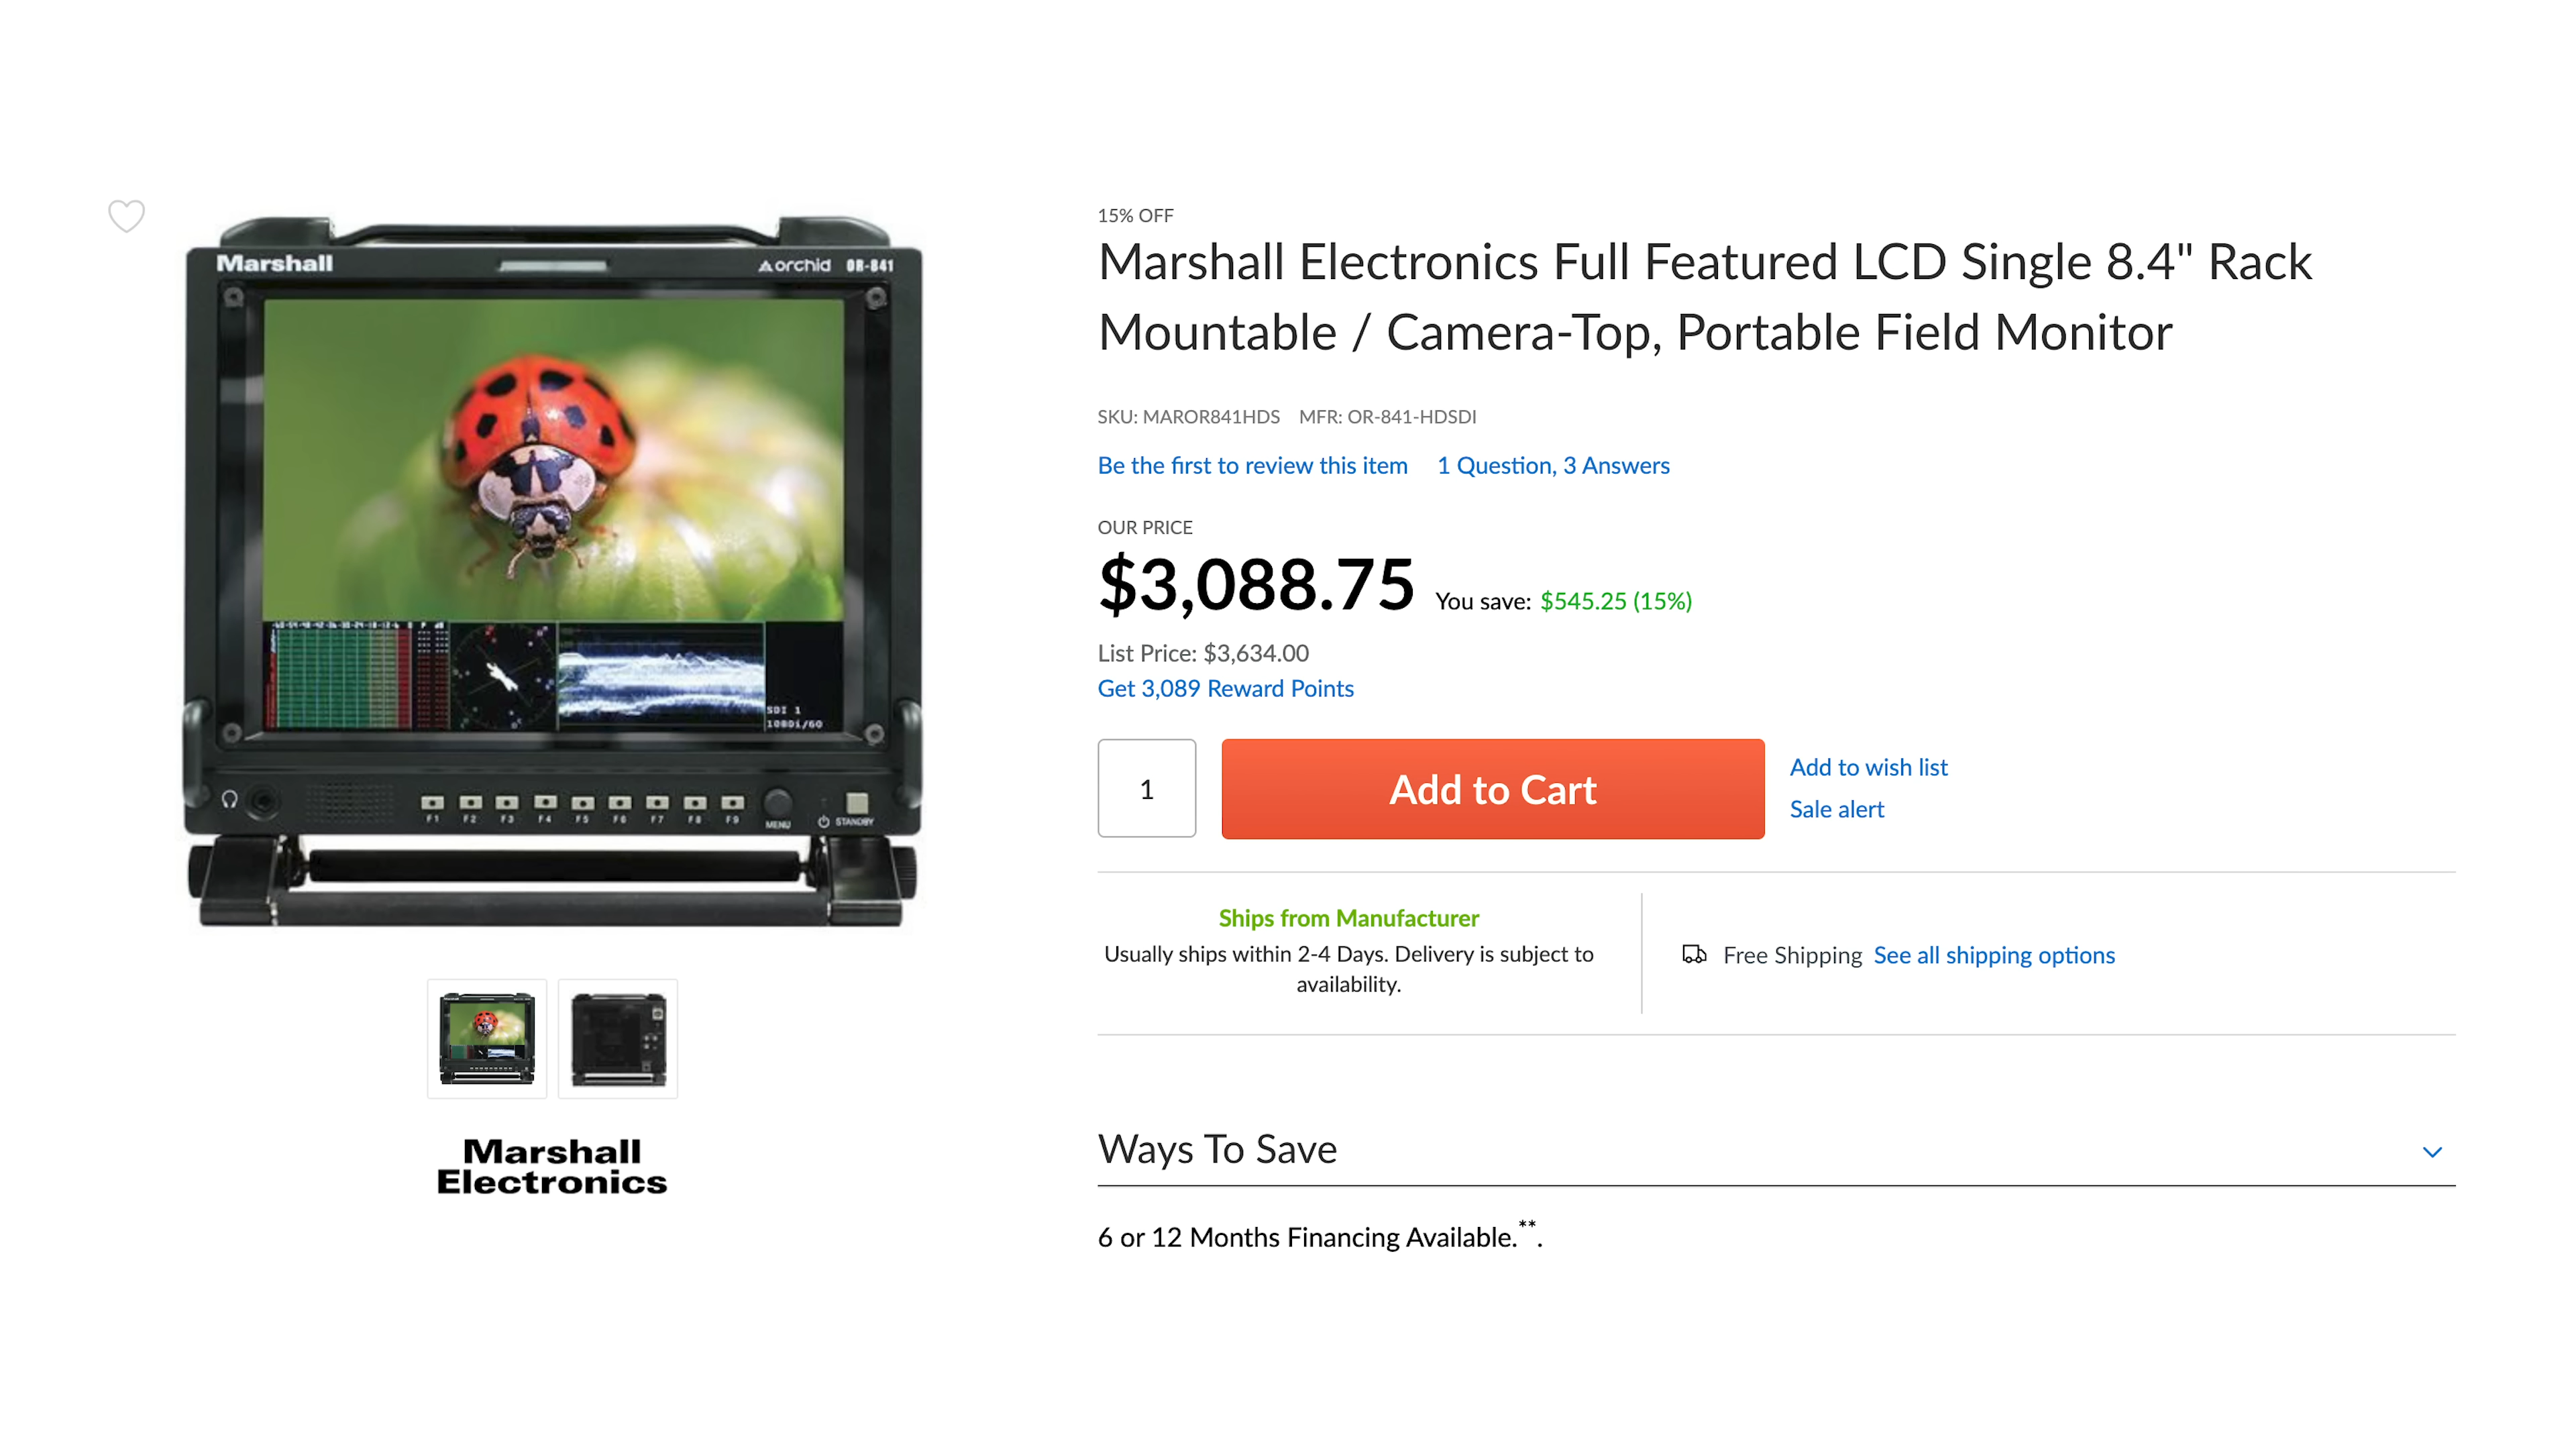 Marshall
orchid OR-841
SDI 1
1080i/60
F1 F2 F3 F4 F5 F6 F7 F8 F9
MENU
STANDBY
Marshall
Electronics
15% OFF
Marshall Electronics Full Featured LCD Single 8.4" Rack
Mountable / Camera-Top, Portable Field Monitor
SKU: MAROR841HDS MFR: OR-841-HDSDI
Be the first to review this item 1 Question, 3 Answers
OUR PRICE
$3,088.75 You save: $545.25 (15%)
List Price: $3,634.00
Get 3,089 Reward Points
1
Add to Cart
Add to wish list
Sale alert
Ships from Manufacturer
Usually ships within 2-4 Days. Delivery is subject to
availability.
Free Shipping See all shipping options
Ways To Save
6 or 12 Months Financing Available.**.